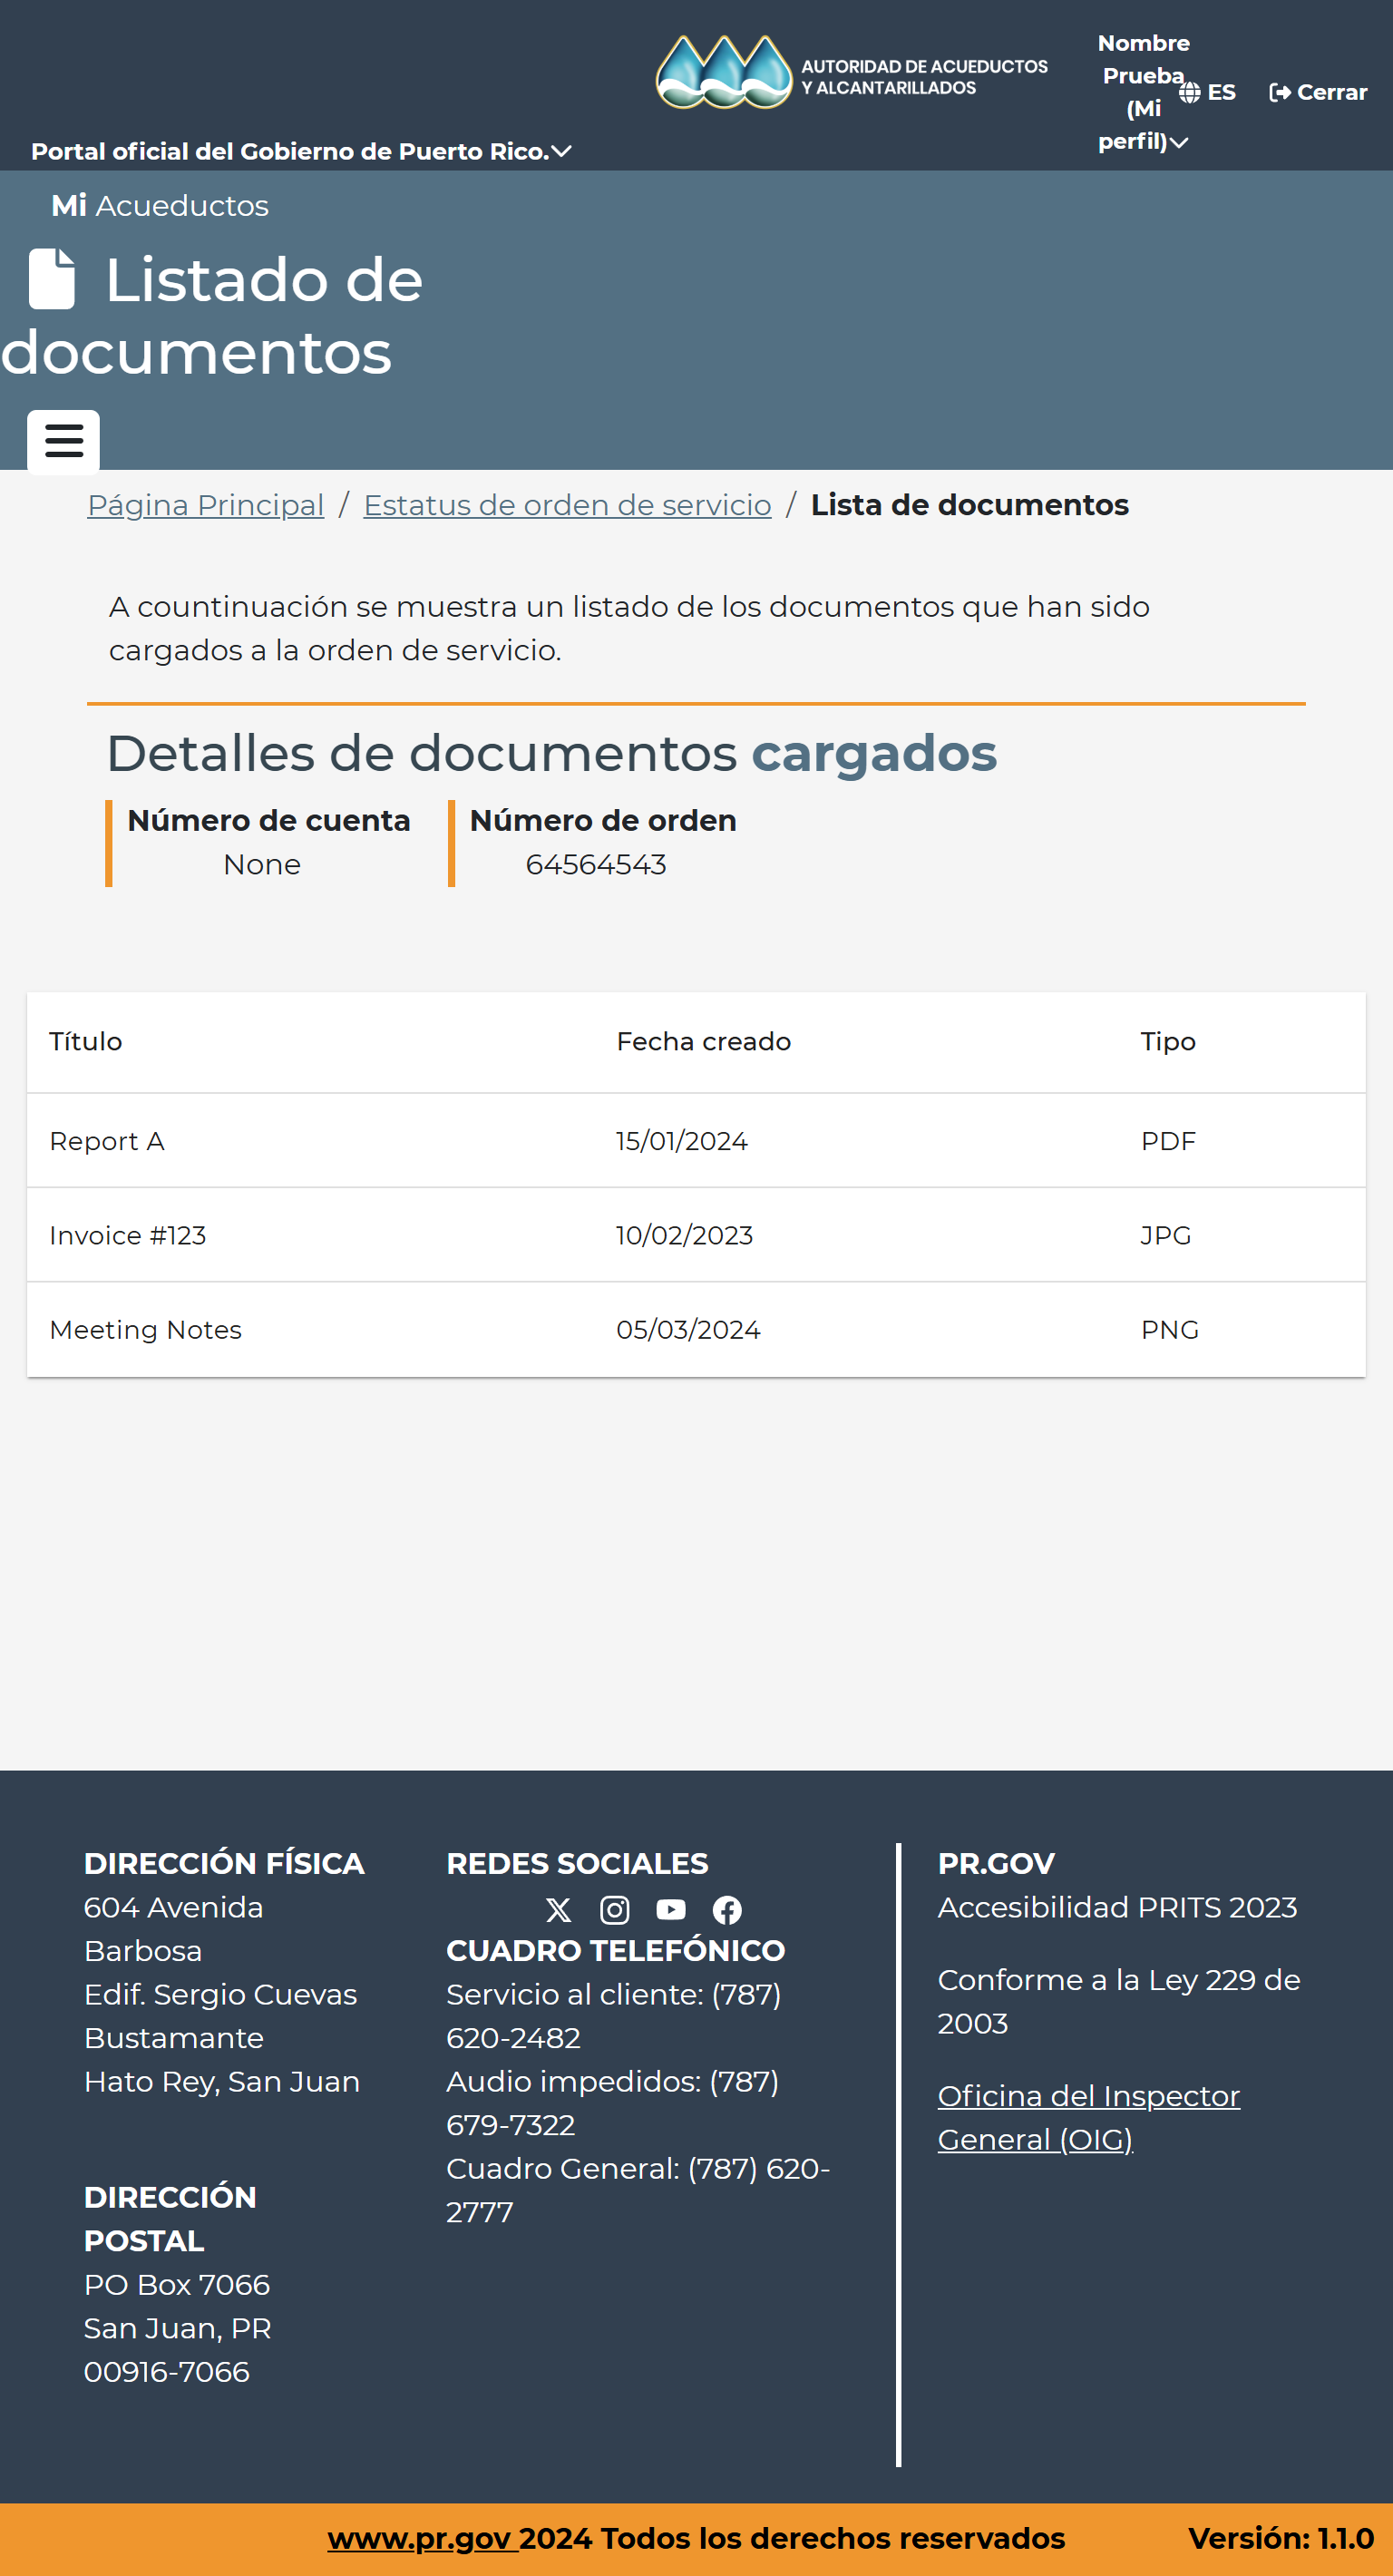 AUTORIDAD DE ACUEDUCTOS
Y ALCANTARILLADOS
Nombre
Prueba
(Mi
perfil)
ES
Cerrar
Portal oficial del Gobierno de Puerto Rico.
Mi Acueductos
Listado de
documentos
Página Principal / Estatus de orden de servicio / Lista de documentos
A countinuación se muestra un listado de los documentos que han sido
cargados a la orden de servicio.
Detalles de documentos cargados
Número de cuenta
None
Número de orden
64564543
Título Fecha creado Tipo
Report A 15/01/2024 PDF
Invoice #123 10/02/2023 JPG
Meeting Notes 05/03/2024 PNG
DIRECCIÓN FÍSICA
604 Avenida
Barbosa
Edif. Sergio Cuevas
Bustamante
Hato Rey, San Juan
DIRECCIÓN
POSTAL
PO Box 7066
San Juan, PR
00916-7066
REDES SOCIALES
CUADRO TELEFÓNICO
Servicio al cliente: (787)
620-2482
Audio impedidos: (787)
679-7322
Cuadro General: (787) 620-
2777
PR.GOV
Accesibilidad PRITS 2023
Conforme a la Ley 229 de
2003
Oficina del Inspector
General (OIG)
www.pr.gov 2024 Todos los derechos reservados
Versión: 1.1.0